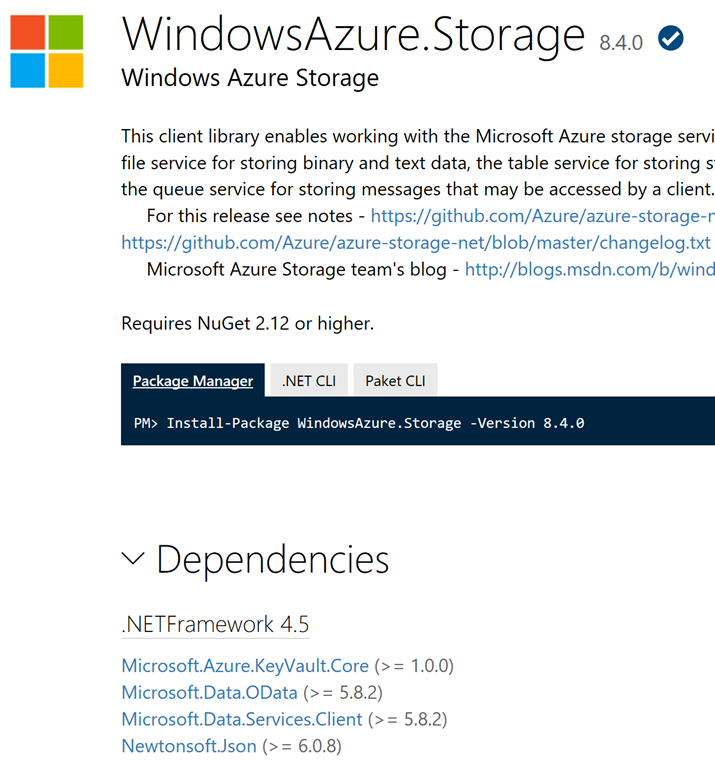 WindowsAzure.Storage 8.4.0
Windows Azure Storage
This client library enables working with the Microsoft Azure storage servi
file service for storing binary and text data, the table service for storing s
the queue service for storing messages that may be accessed by a client.
For this release see notes - https://github.com/Azure/azure-storage-n
https://github.com/Azure/azure-storage-net/blob/master/changelog.txt
Microsoft Azure Storage team's blog - http://blogs.msdn.com/b/wind
Requires NuGet 2.12 or higher.
Package Manager .NET CLI Paket CLI
PM> Install-Package WindowsAzure.Storage -Version 8.4.0
Dependencies
.NETFramework 4.5
Microsoft.Azure.KeyVault.Core (>= 1.0.0)
Microsoft.Data.OData (>= 5.8.2)
Microsoft.Data.Services.Client (>= 5.8.2)
Newtonsoft.Json (>= 6.0.8)